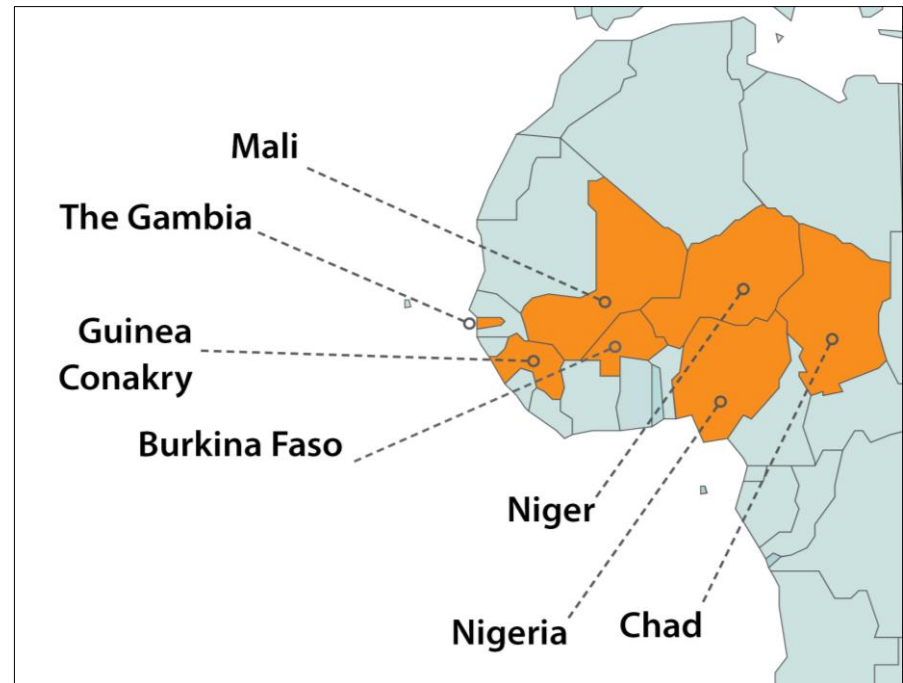 Mali
The Gambia
Guinea
Conakry
Burkina Faso
Niger
Nigeria
Chad